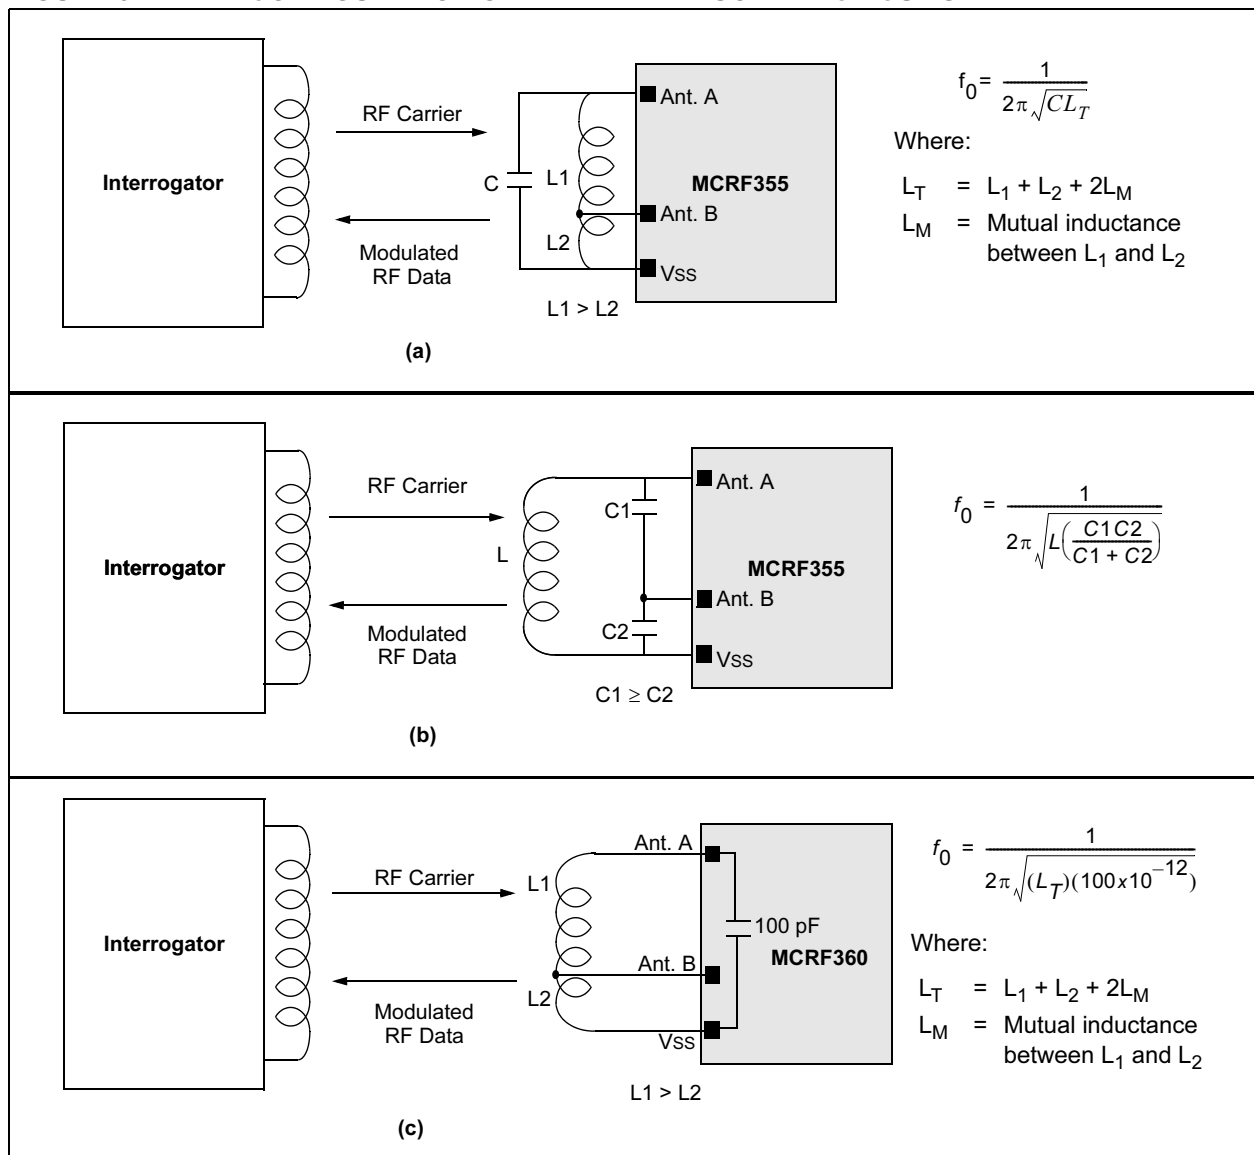 Interrogator
RF Carrier
Modulated
RF Data
C
L1
L2
L1 > L2
Ant. A
MCRF355
Ant. B
VSS
f0 = 1 / 2π√CLT
Where:
LT = L1 + L2 + 2LM
LM = Mutual inductance
between L1 and L2
(a)
Interrogator
RF Carrier
Modulated
RF Data
L
C1
C2
C1 ≥ C2
Ant. A
MCRF355
Ant. B
VSS
f0 = 1 / 2π√L(C1C2 / C1 + C2)
(b)
Interrogator
RF Carrier
Modulated
RF Data
L1
L2
Ant. A
Ant. B
VSS
100 pF
MCRF360
L1 > L2
f0 = 1 / 2π√(LT)(100x10⁻¹²)
Where:
LT = L1 + L2 + 2LM
LM = Mutual inductance
between L1 and L2
(c)